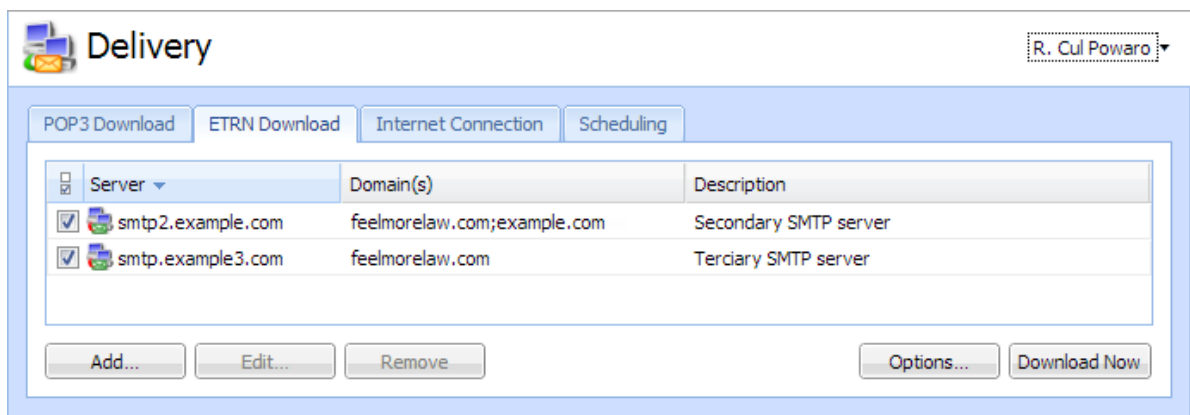 Delivery
R. Cul Powaro
POP3 Download ETRN Download Internet Connection Scheduling
Server Domain(s) Description
smtp2.example.com feelmorelaw.com;example.com Secondary SMTP server
smtp.example3.com feelmorelaw.com Terciary SMTP server
Add... Edit... Remove Options... Download Now